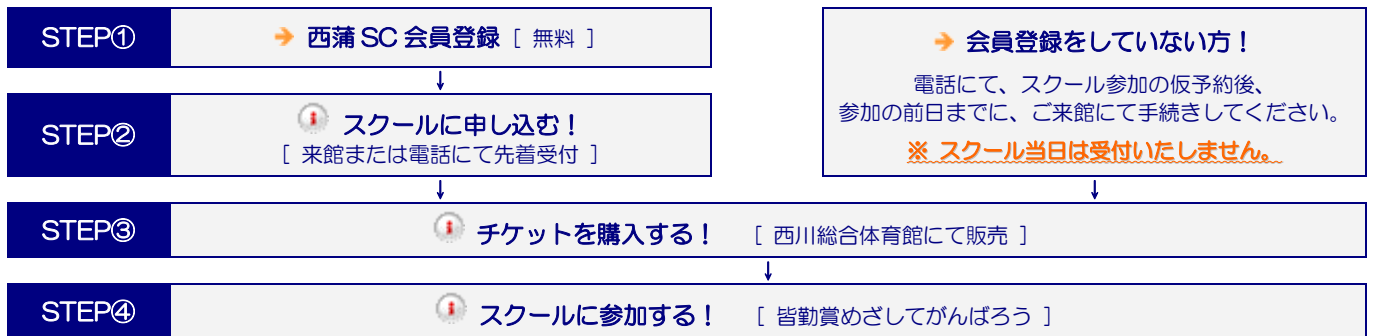 STEP①
西蒲 SC 会員登録 [ 無料 ]
STEP②
スクールに申し込む！
[ 来館または電話にて先着受付 ]
会員登録をしていない方！
電話にて、スクール参加の仮予約後、
参加の前日までに、ご来館にて手続きしてください。
※ スクール当日は受付いたしません。
STEP③
チケットを購入する！ [ 西川総合体育館にて販売 ]
STEP④
スクールに参加する！ [ 皆勤賞めざしてがんばろう ]